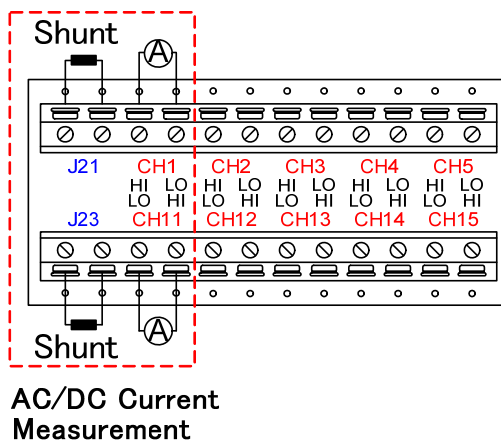 Shunt
A
J21 CH1 CH2 CH3 CH4 CH5
HI LO HI LO HI LO HI LO HI LO
LO HI LO HI LO HI LO HI LO HI
J23 CH11 CH12 CH13 CH14 CH15
A
Shunt
AC/DC Current
Measurement